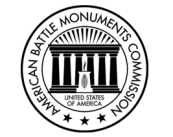 AMERICAN BATTLE MONUMENTS COMMISSION
UNITED STATES
OF AMERICA